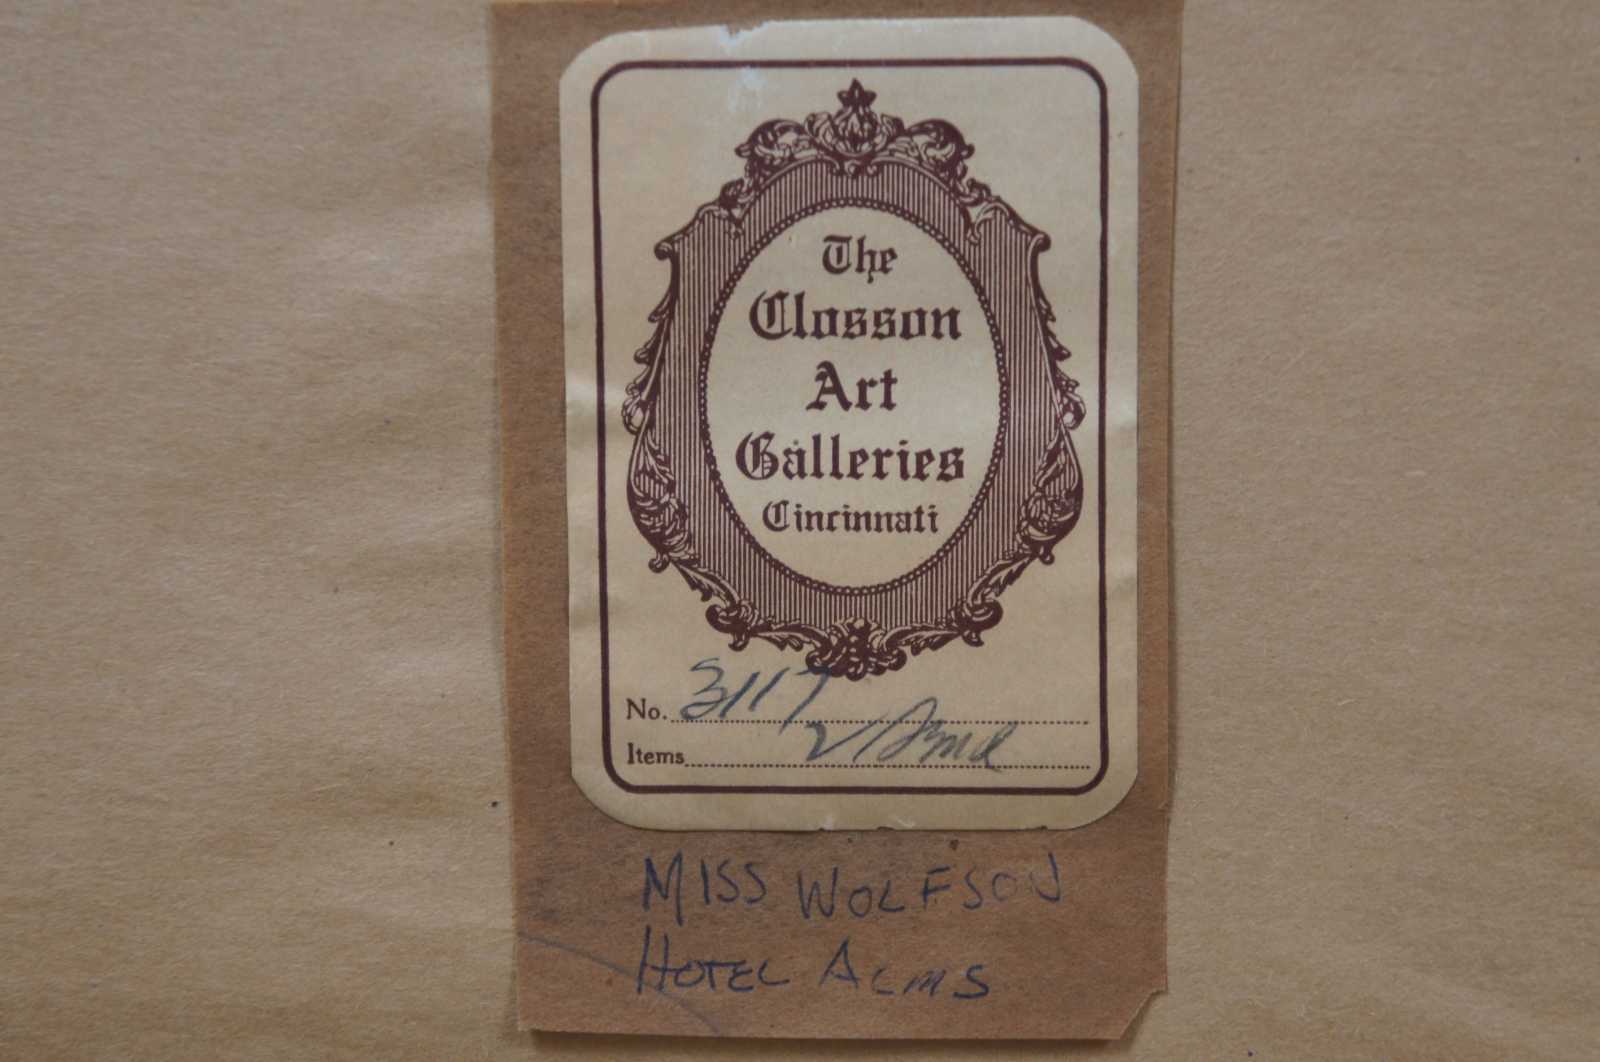 The
Closson
Art
Galleries
Cincinnati
No. 3117
Items
MISS WOLFSON
HOTEL ALMS